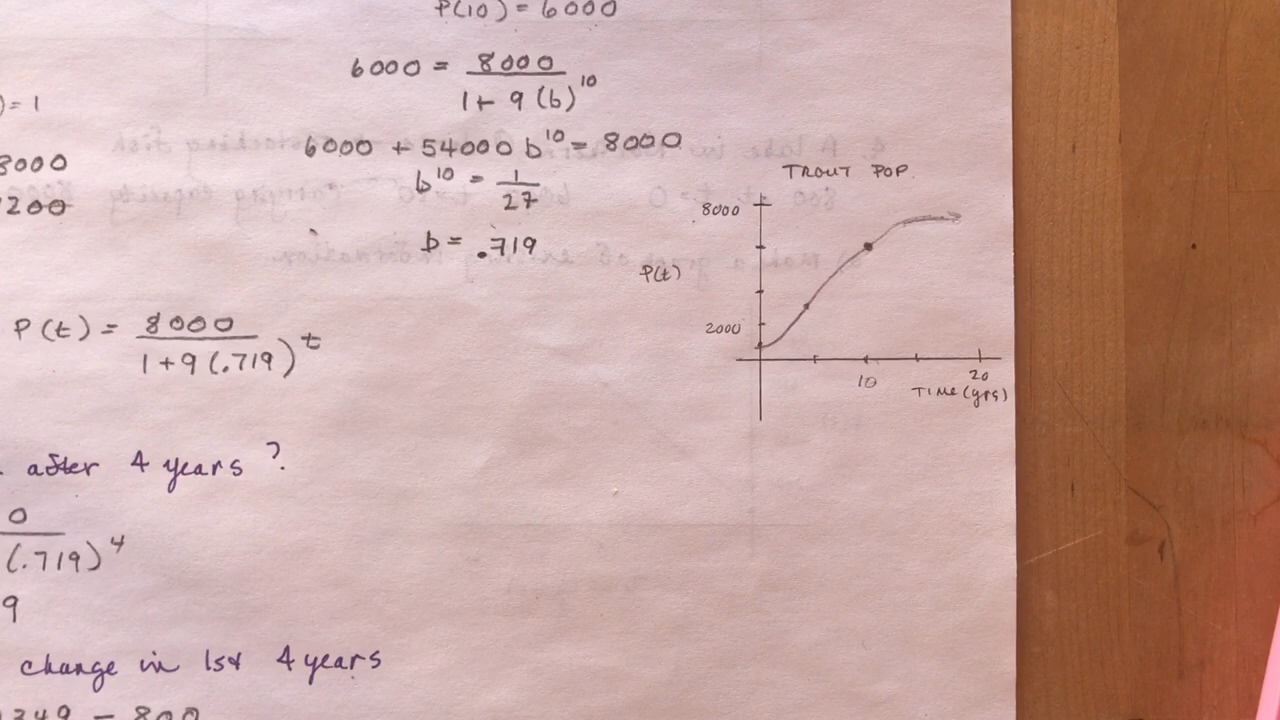 P(10) = 6000
6000 = 8000 / 1 + 9 (b)^10
) = 1
6000 + 54000 b^10 = 8000
8000
b^10 = 1/27
200
b = .719
P(t) = 8000 / 1 + 9 (.719)^t
TROUT POP.
8000
P(t)
2000
10
20
TIME (yrs)
after 4 years ?
0
(.719)^4
9
change in 1st 4 years
349 - 800